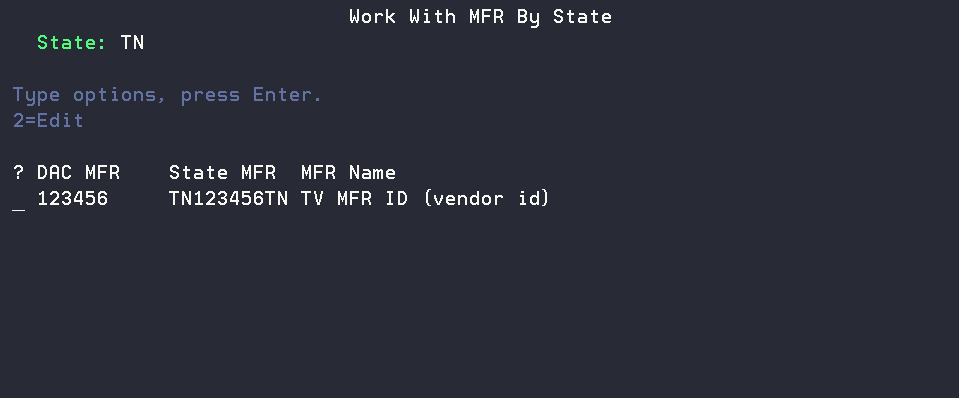 Work With MFR By State
State: TN
Type options, press Enter.
2=Edit
? DAC MFR State MFR MFR Name
_ 123456 TN123456TN TV MFR ID (vendor id)